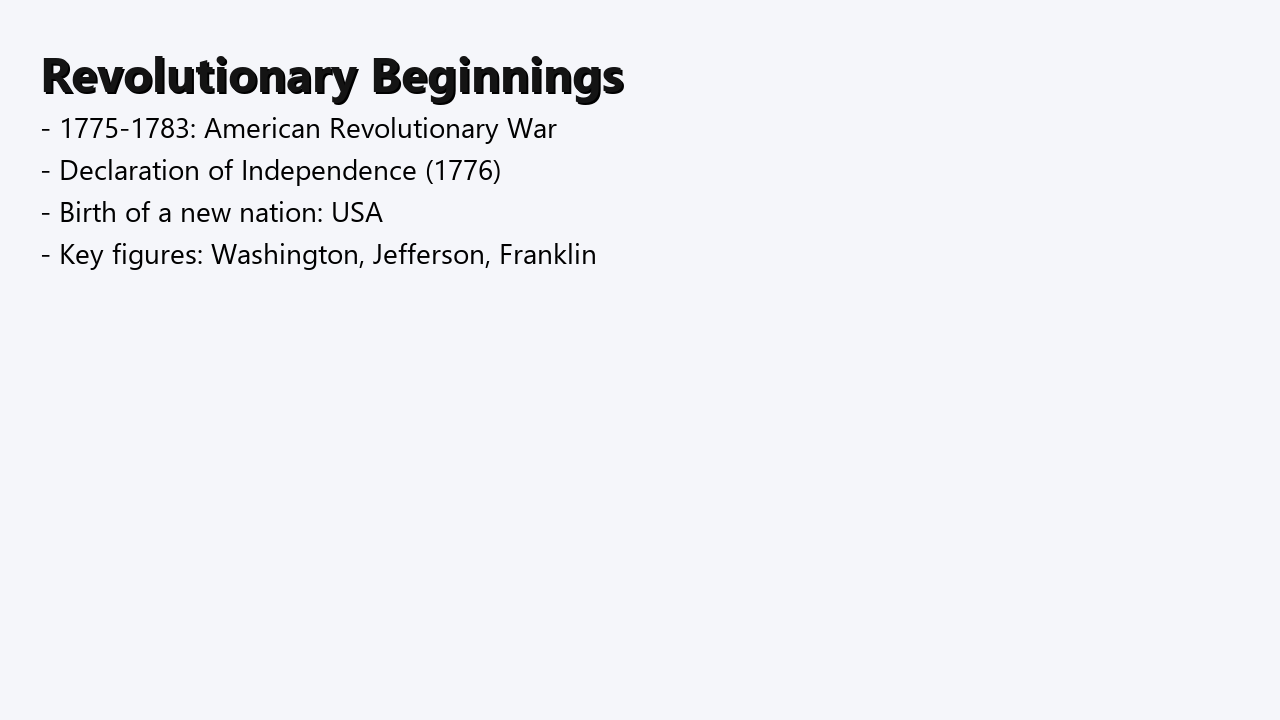 Revolutionary Beginnings
- 1775-1783: American Revolutionary War
- Declaration of Independence (1776)
- Birth of a new nation: USA
- Key figures: Washington, Jefferson, Franklin